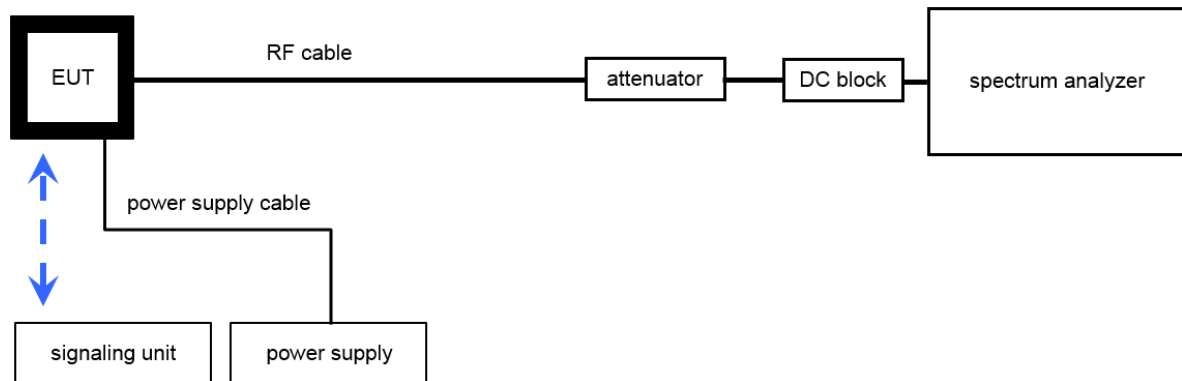 EUT
RF cable
attenuator
DC block
spectrum analyzer
power supply cable
signaling unit
power supply